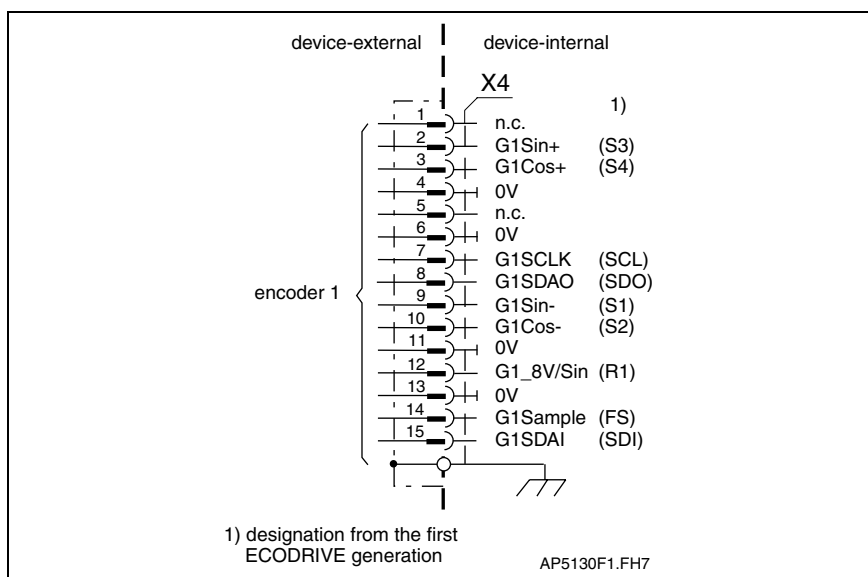 device-external device-internal
X4
1)
1 n.c.
2 G1Sin+ (S3)
3 G1Cos+ (S4)
4 0V
5 n.c.
6 0V
7 G1SCLK (SCL)
8 G1SDAO (SDO)
encoder 1
9 G1Sin- (S1)
10 G1Cos- (S2)
11 0V
12 G1_8V/Sin (R1)
13 0V
14 G1Sample (FS)
15 G1SDAI (SDI)
1) designation from the first
ECODRIVE generation
AP5130F1.FH7